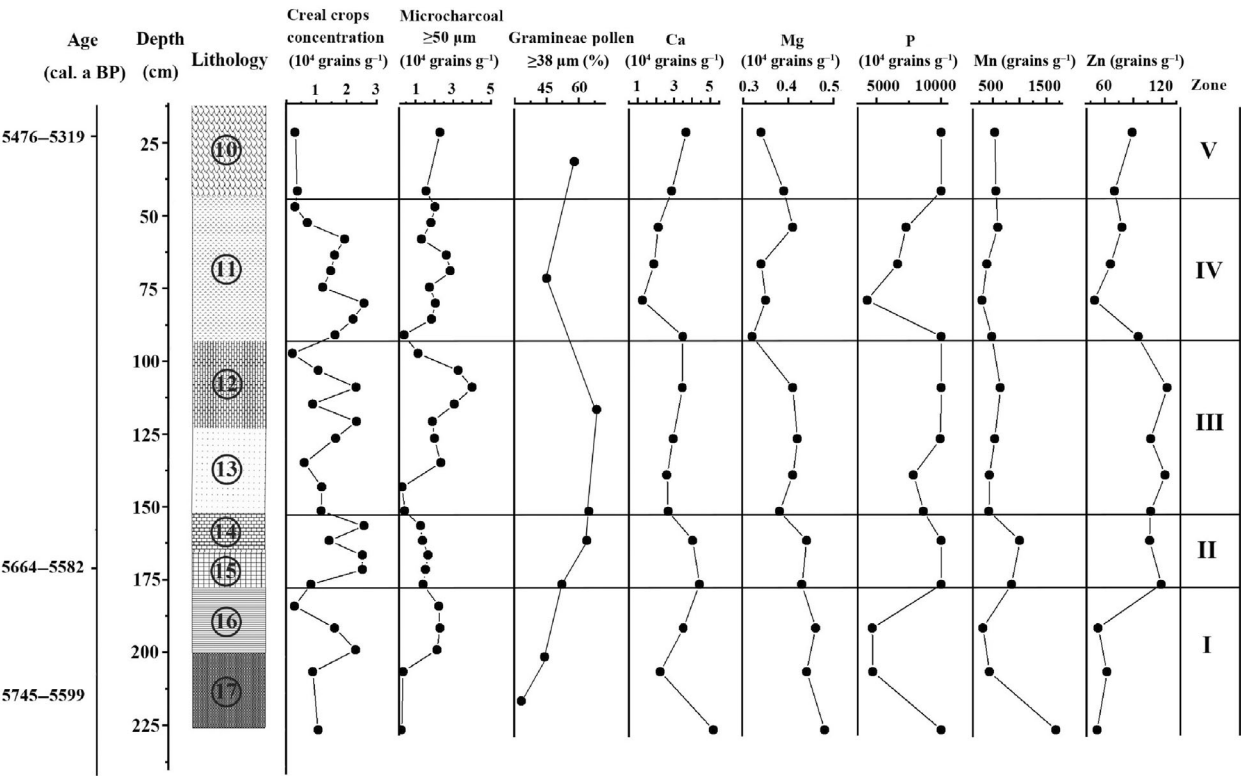 Creal crops
concentration
(10⁴ grains g⁻¹)
Microcharcoal
≥50 µm
(10⁴ grains g⁻¹)
Gramineae pollen
≥38 µm (%)
Ca
(10⁴ grains g⁻¹)
Mg
(10⁴ grains g⁻¹)
P
(10⁴ grains g⁻¹)
Mn (grains g⁻¹)
Zn (grains g⁻¹)
Age
(cal. a BP)
Depth
(cm)
Lithology
Zone
1 2 3
1 3 5
45 60
1 3 5
0.3 0.4 0.5
5000 10000
500 1500
60 120
5476–5319
5664–5582
5745–5599
25
50
75
100
125
150
175
200
225
⑩
⑪
⑫
⑬
⑭
⑮
⑯
⑰
V
IV
III
II
I